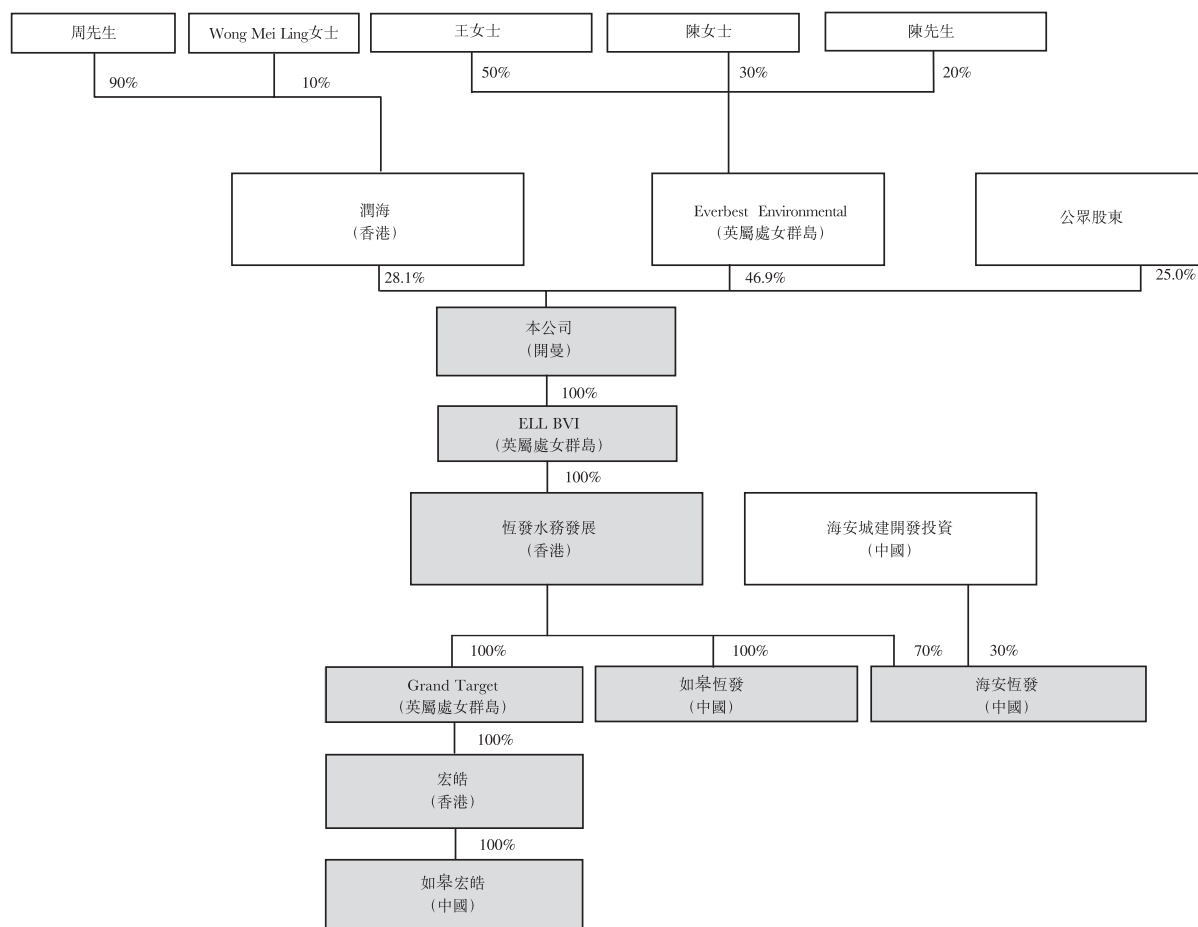 周先生
Wong Mei Ling女士
王女士
陳女士
陳先生
90%
10%
50%
30%
20%
潤海
(香港)
Everbest Environmental
(英屬處女群島)
公眾股東
28.1%
46.9%
25.0%
本公司
(開曼)
100%
ELL BVI
(英屬處女群島)
100%
恆發水務發展
(香港)
海安城建開發投資
(中國)
100%
100%
70%
30%
Grand Target
(英屬處女群島)
如皋恆發
(中國)
海安恆發
(中國)
100%
宏皓
(香港)
100%
如皋宏皓
(中國)